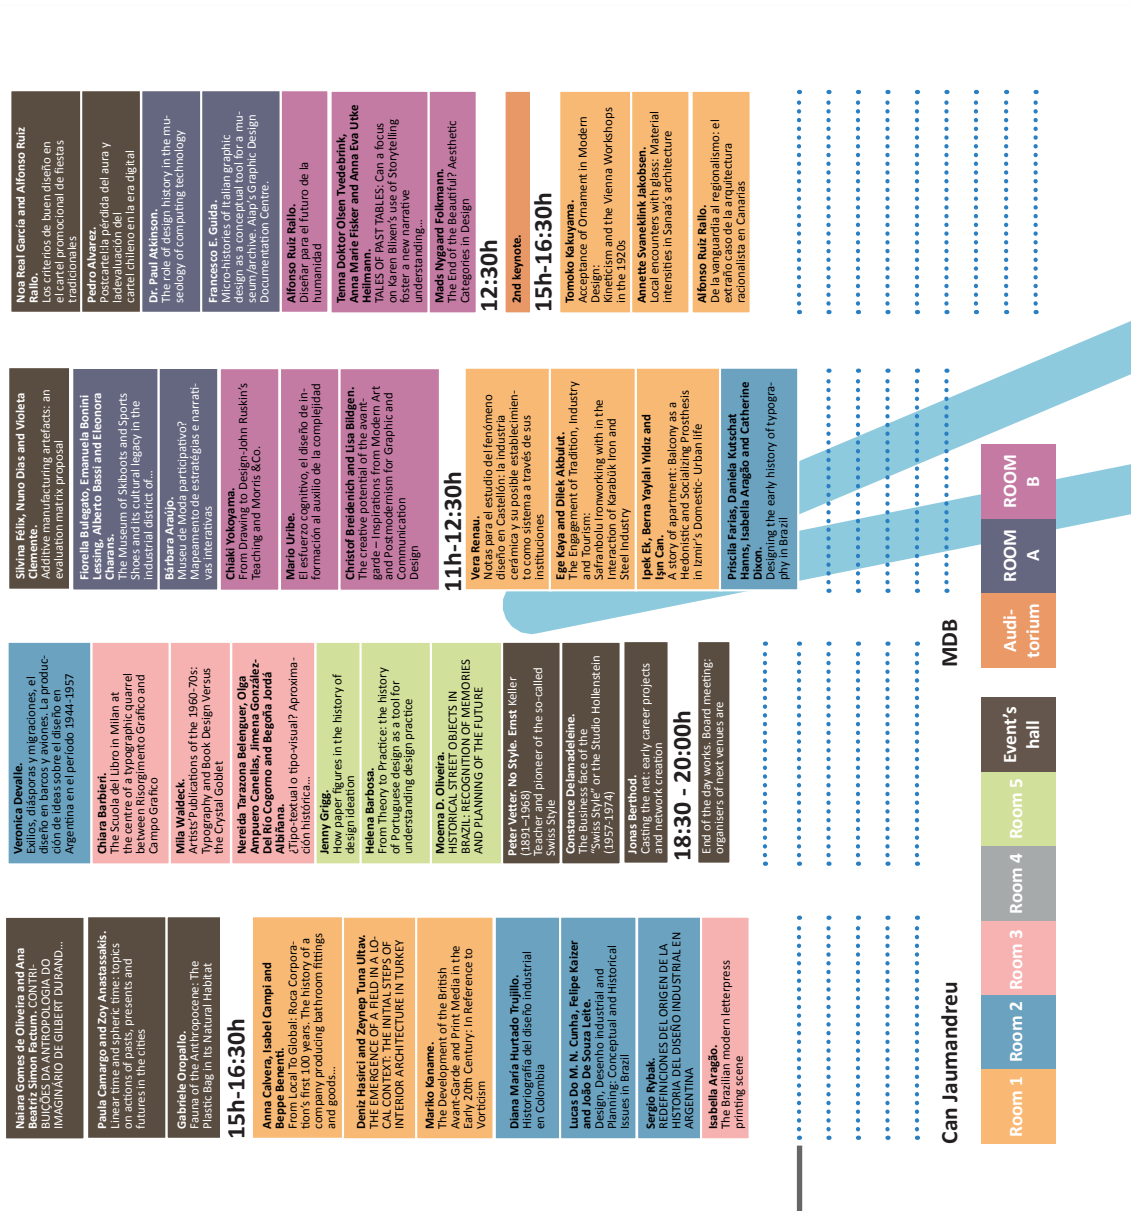 Naiara Gomes de Oliveira and Ana
Beatriz Simon Factum. CONTRI-
BUIÇÕES DA ANTROPOLOGIA DO
IMAGINÁRIO DE GILBERT DURAND...
Paula Camargo and Zoy Anastassakis.
Linear time and spheric time: topics
on actions of pasts, presents and
futures in the cities
Gabriele Oropallo.
Fauna of the Anthropocene: The
Plastic Bag in Its Natural Habitat
15h-16:30h
Anna Calvera, Isabel Campi and
Beppe Benenti.
From Local To Global: Roca Corpora-
tion's first 100 years. The history of a
company producing bathroom fittings
and goods...
Deniz Hasirci and Zeynep Tuna Ultav.
THE EMERGENCE OF A FIELD IN A LO-
CAL CONTEXT: THE INITIAL STEPS OF
INTERIOR ARCHITECTURE IN TURKEY
Mariko Kaname.
The Development of the British
Avant-Garde and Print Media in the
Early 20th Century: In Reference to
Vorticism
Diana María Hurtado Trujillo.
Historiografía del diseño industrial
en Colombia
Lucas Do M. N. Cunha, Felipe Kaizer
and João De Souza Leite.
Design, Desenho Industrial and
Planning: Conceptual and Historical
Issues in Brazil
Sergio Rybak.
REDEFINICIONES DEL ORIGEN DE LA
HISTORIA DEL DISEÑO INDUSTRIAL EN
ARGENTINA
Isabella Aragão.
The Brazilian modern letterpress
printing scene
Veronica Devalle.
Exilios, diásporas y migraciones, el
diseño en barcos y aviones. La produc-
ción de ideas sobre el diseño en
Argentina en el período 1944-1957
Chiara Barbieri.
The Scuola del Libro in Milan at
the centre of a typographic quarrel
between Risorgimento Grafico and
Campo Grafico
Mila Waldeck.
Artists'Publications of the 1960-70s:
Typography and Book Design Versus
the Crystal Goblet
Nereida Tarazona Belenguer, Olga
Ampuero Canellas, Jimena González-
Del Río Cogorno and Begoña Jordá
Albiñana.
¿Tipo-textual o tipo-visual? Aproxima-
ción histórica...
Jenny Grigg.
How paper figures in the history of
design ideation
Helena Barbosa.
From Theory to Practice: the history
of Portuguese design as a tool for
understanding design practice
Moema D. Oliveira.
HISTORICAL STREET OBJECTS IN
BRAZIL: RECOGNITION OF MEMORIES
AND PLANNING OF THE FUTURE
Peter Vetter, No Style. Ernst Keller
(1891–1968)
Teacher and pioneer of the so-called
Swiss Style
Constance Delamadeleine.
The Business face of the
"Swiss Style" or the Studio Hollenstein
(1957-1974)
Jonas Berthod.
Casting the net: early career projects
and network creation
18:30 - 20:00h
End of the day works. Board meeting:
organisers of next venues are
Silvina Félix, Nuno Dias and Violeta
Clemente.
Additive manufacturing artefacts: an
evaluation matrix proposal
Fiorella Bulegato, Emanuela Bonini
Lessing, Alberto Bassi and Eleonora
Charans.
The Museum of Skiboots and Sports
Shoes and its cultural legacy in the
industrial district of...
Bárbara Araújo.
Museu de Moda participativo?
Mapeamento de estratégias e narrati-
vas interativas
Chiaki Yokoyama.
From Drawing to Design-John Ruskin's
Teaching and Morris &Co.
Mario Uribe.
El esfuerzo cognitivo, el diseño de in-
formación al auxilio de la complejidad
Christof Breidenich and Lisa Bildgen.
The creative potential of the avant-
garde – Inspirations from Modern Art
and Postmodernism for Graphic and
Communication
Design
11h-12:30h
Vera Renau.
Notas para el estudio del fenómeno
diseño en Castellón: la industria
cerámica y su posible establecimien-
to como sistema a través de sus
instituciones
Ege Kaya and Dilek Akbulut.
The Engagement of Tradition, Industry
and Tourism:
Safranbolu Ironworking with in the
Interaction of Karabük Iron and
Steel Industry
Ipek Ek, Berna Yaylalı Yıldız and
Işın Can.
A story of apartment: Balcony as a
Hedonistic and Socializing Prosthesis
in Izmir's Domestic- Urban life
Priscila Farias, Daniela Kutschat
Hanns, Isabella Aragão and Catherine
Dixon.
Designing the early history of typogra-
phy in Brazil
Noa Real García and Alfonso Ruiz
Rallo.
Los criterios de buen diseño en
el cartel promocional de fiestas
tradicionales
Pedro Álvarez.
Postcartella pérdida del aura y
ladevaluación del
cartel chileno en la era digital
Dr. Paul Atkinson.
The role of design history in the mu-
seology of computing technology
Francesco E. Guida.
Micro-histories of Italian graphic
design as a conceptual tool for a mu-
seum/archive. Aiap's Graphic Design
Documentation Centre.
Alfonso Ruiz Rallo.
Diseñar para el futuro de la
humanidad
Tenna Doktor Olsen Tvedebrink,
Anna Marie Fisker and Anna Eva Utke
Heilmann.
TALES OF PAST TABLES: Can a focus
on Karen Blixen's use of Storytelling
foster a new narrative
understanding...
Mads Nygaard Folkmann.
The End of the Beautiful? Aesthetic
Categories in Design
12:30h
2nd keynote.
15h-16:30h
Tomoko Kakuyama.
Acceptance of Ornament in Modern
Design:
Kineticism and the Vienna Workshops
in the 1920s
Annette Svaneklink Jakobsen.
Local encounters with glass: Material
intensities in Sanaa's architecture
Alfonso Ruiz Rallo.
De la vanguardia al regionalismo: el
extraño caso de la arquitectura
racionalista en Canarias
Can Jaumandreu
MDB
Room 1
Room 2
Room 3
Room 4
Room 5
Event's
hall
Audi-
torium
ROOM
A
ROOM
B